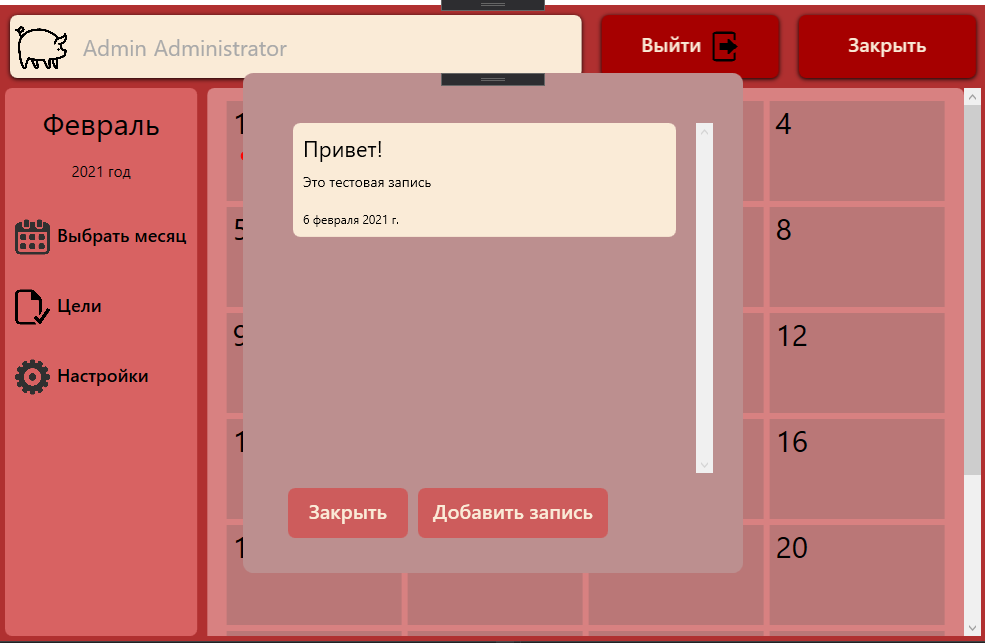 Admin Administrator
Выйти
Закрыть
Февраль
2021 год
Выбрать месяц
Цели
Настройки
1
4
5
8
9
12
1
16
1
20
Привет!
Это тестовая запись
6 февраля 2021 г.
Закрыть
Добавить запись